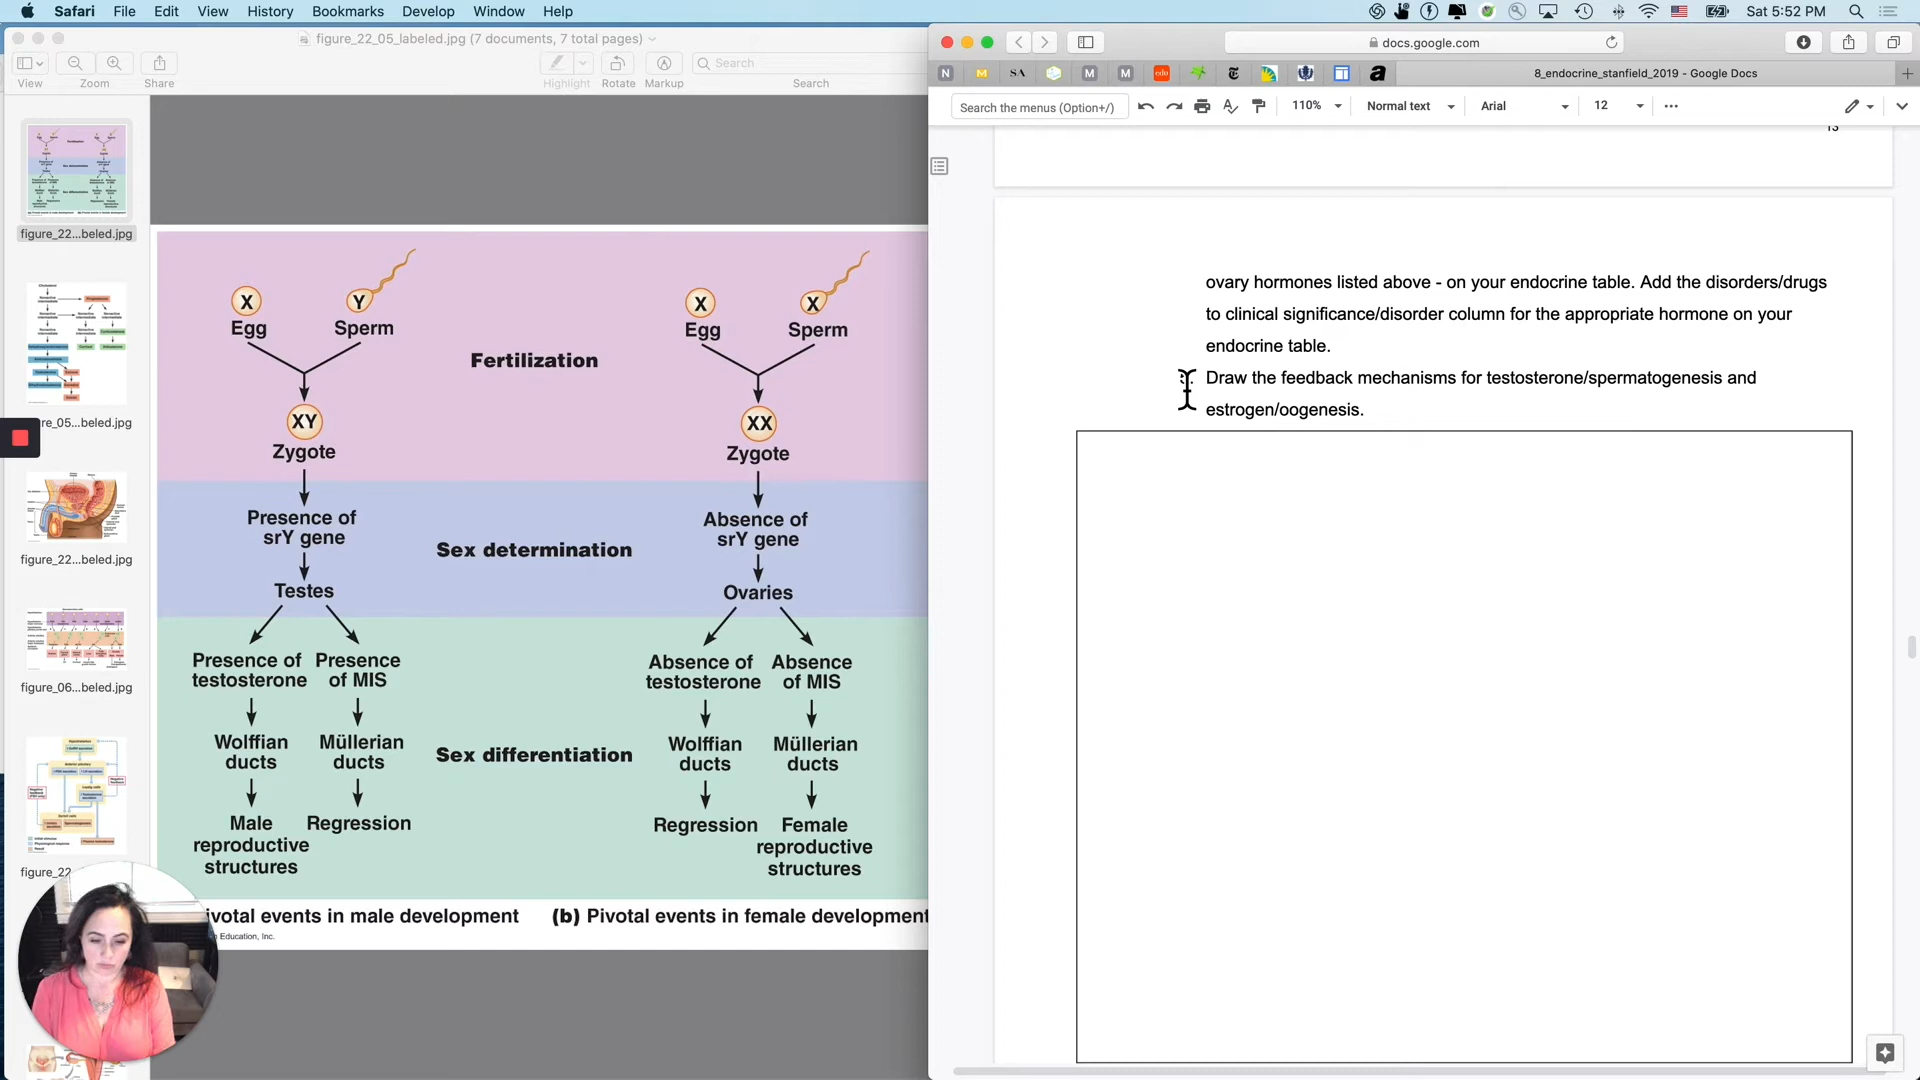 Safari File Edit View History Bookmarks Develop Window Help
Sat 5:52 PM
figure_22_05_labeled.jpg (7 documents, 7 total pages)
View Zoom Share Highlight Rotate Markup Search
Search
figure_22...beled.jpg
re_05...beled.jpg
figure_22...beled.jpg
figure_06...beled.jpg
figure_22
X
Egg
Y
Sperm
Fertilization
XY
Zygote
Presence of
srY gene
Sex determination
Testes
Presence of
testosterone
Presence
of MIS
Wolffian
ducts
Müllerian
ducts
Sex differentiation
Male
reproductive
structures
Regression
X
Egg
X
Sperm
XX
Zygote
Absence of
srY gene
Ovaries
Absence of
testosterone
Absence
of MIS
Wolffian
ducts
Müllerian
ducts
Regression
Female
reproductive
structures
ivotal events in male development
(b) Pivotal events in female development
Education, Inc.
docs.google.com
N M SA M M edo T a
8_endocrine_stanfield_2019 - Google Docs
Search the menus (Option+/)
110% Normal text Arial 12
13
ovary hormones listed above - on your endocrine table. Add the disorders/drugs
to clinical significance/disorder column for the appropriate hormone on your
endocrine table.
Draw the feedback mechanisms for testosterone/spermatogenesis and
estrogen/oogenesis.